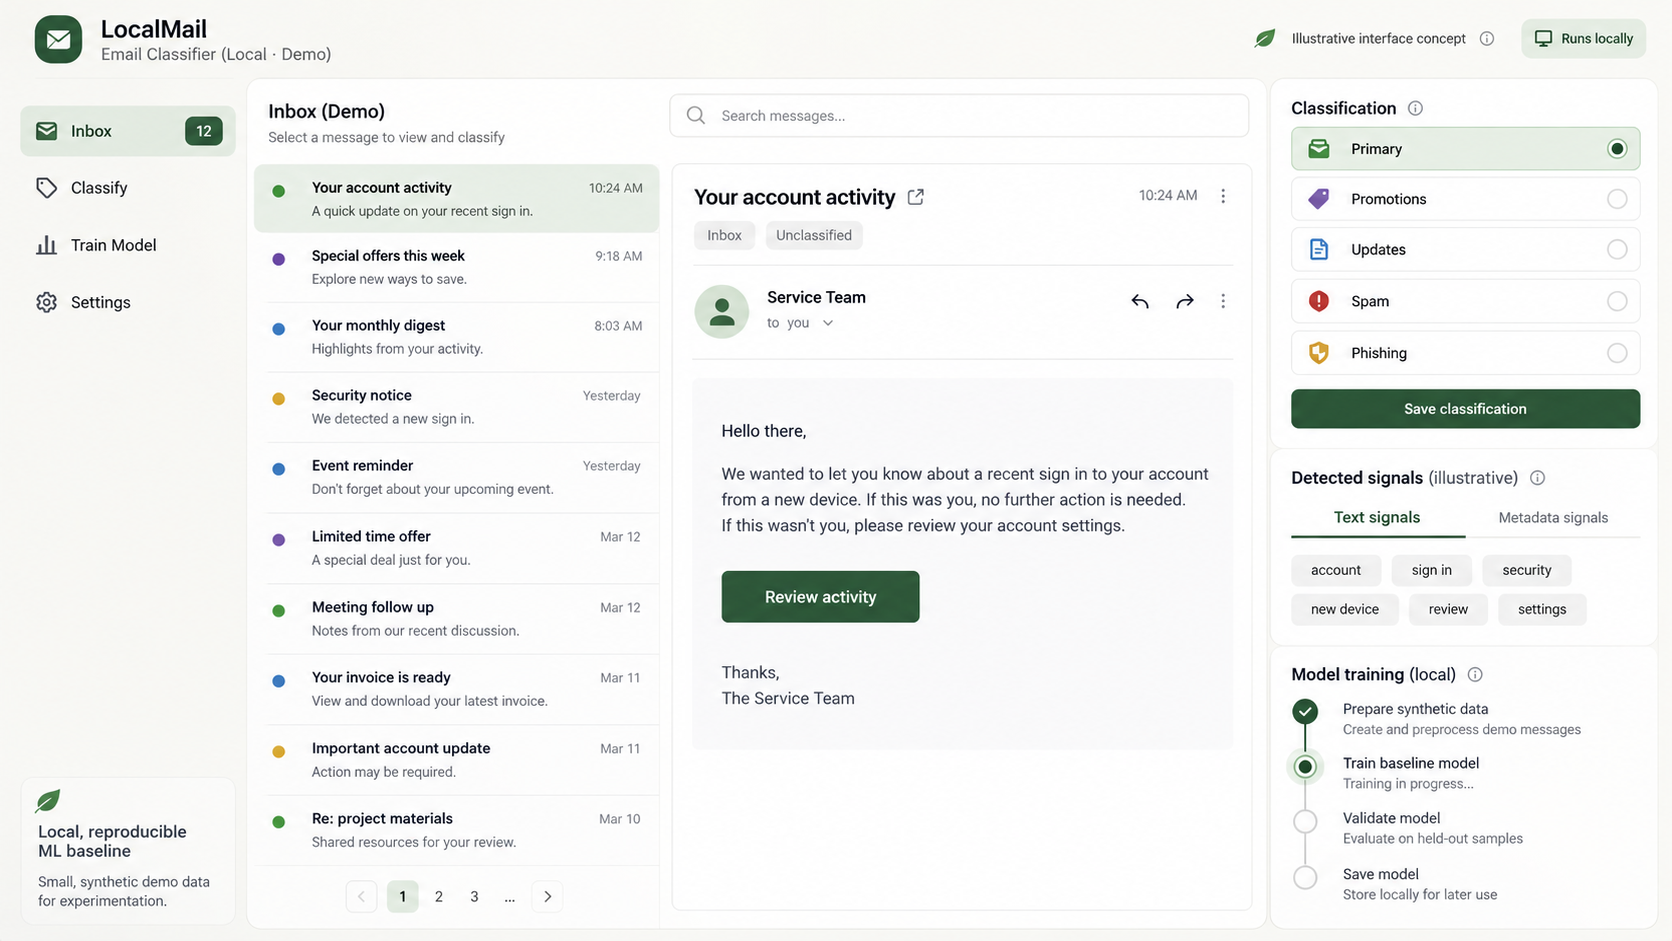 LocalMail
Email Classifier (Local · Demo)
Illustrative interface concept
Runs locally
Inbox
12
Classify
Train Model
Settings
Local, reproducible
ML baseline
Small, synthetic demo data
for experimentation.
Inbox (Demo)
Select a message to view and classify
Search messages...
Your account activity
10:24 AM
A quick update on your recent sign in.
Special offers this week
9:18 AM
Explore new ways to save.
Your monthly digest
8:03 AM
Highlights from your activity.
Security notice
Yesterday
We detected a new sign in.
Event reminder
Yesterday
Don't forget about your upcoming event.
Limited time offer
Mar 12
A special deal just for you.
Meeting follow up
Mar 12
Notes from our recent discussion.
Your invoice is ready
Mar 11
View and download your latest invoice.
Important account update
Mar 11
Action may be required.
Re: project materials
Mar 10
Shared resources for your review.
1 2 3 ...
Your account activity
10:24 AM
Inbox
Unclassified
Service Team
to you
Hello there,
We wanted to let you know about a recent sign in to your account
from a new device. If this was you, no further action is needed.
If this wasn't you, please review your account settings.
Review activity
Thanks,
The Service Team
Classification
Primary
Promotions
Updates
Spam
Phishing
Save classification
Detected signals (illustrative)
Text signals
Metadata signals
account
sign in
security
new device
review
settings
Model training (local)
Prepare synthetic data
Create and preprocess demo messages
Train baseline model
Training in progress...
Validate model
Evaluate on held-out samples
Save model
Store locally for later use